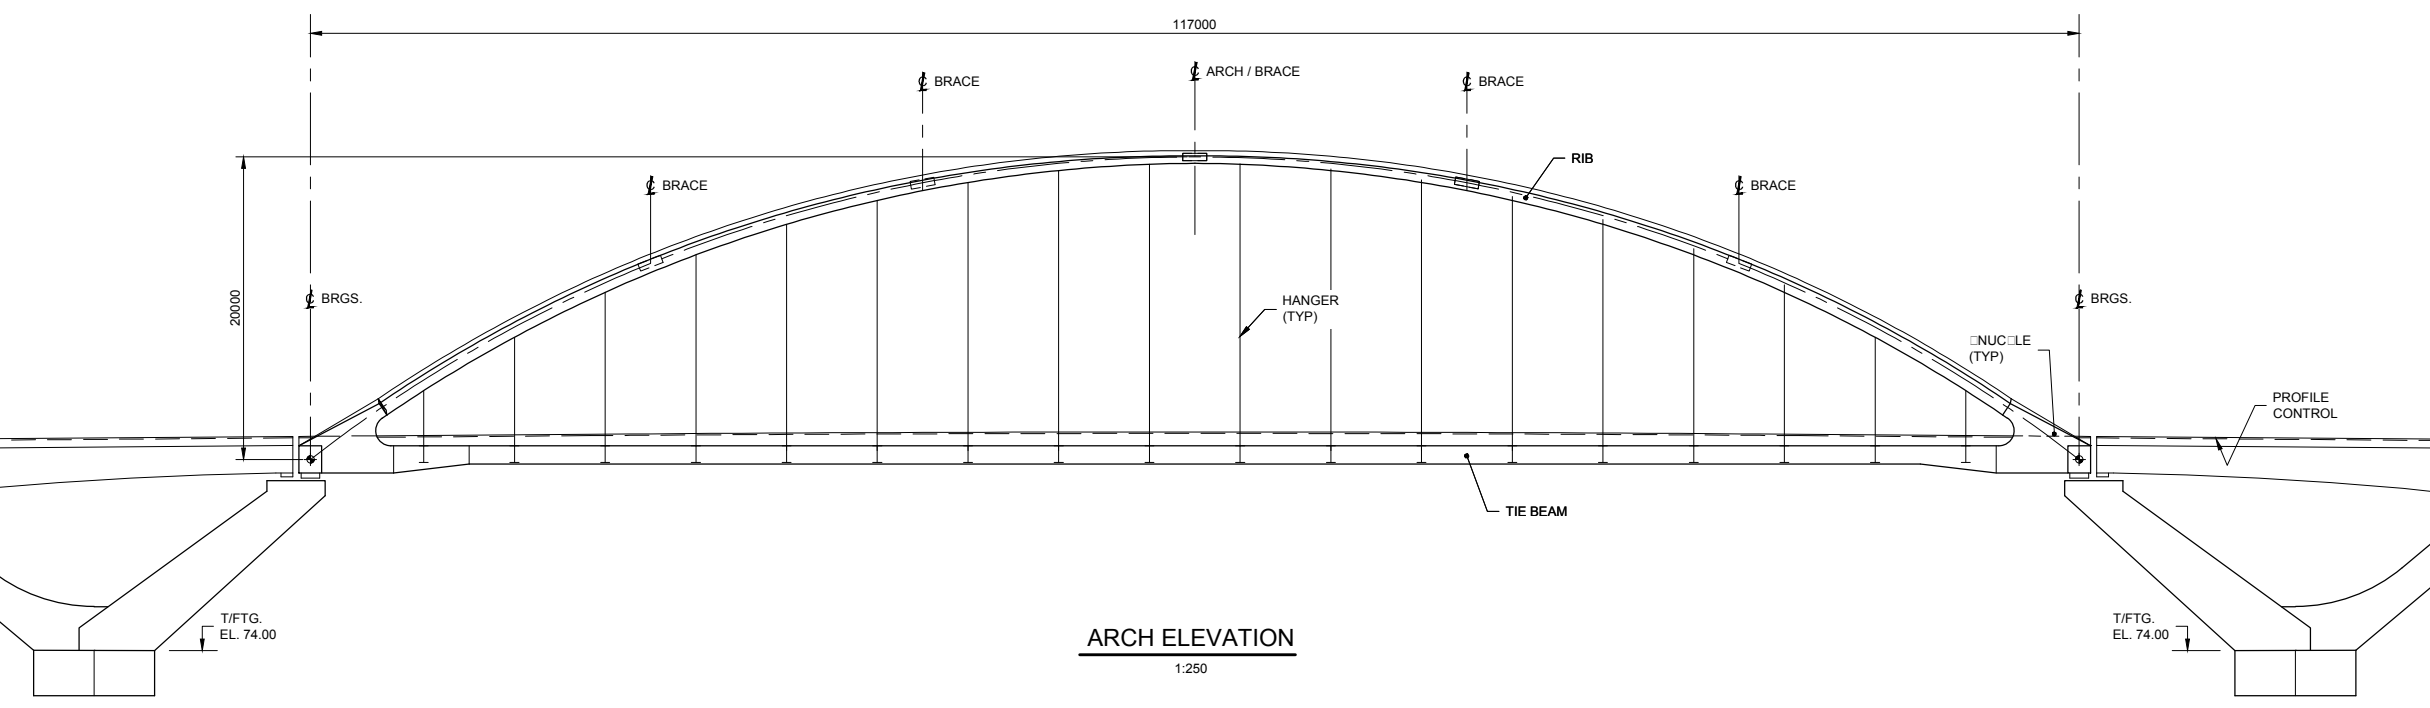 117000
℄ ARCH / BRACE
℄ BRACE
℄ BRACE
RIB
℄ BRACE
℄ BRACE
20000
℄ BRGS.
HANGER
(TYP)
℄ BRGS.
□NUC□LE
(TYP)
PROFILE
CONTROL
TIE BEAM
T/FTG.
EL. 74.00
T/FTG.
EL. 74.00
ARCH ELEVATION
1:250